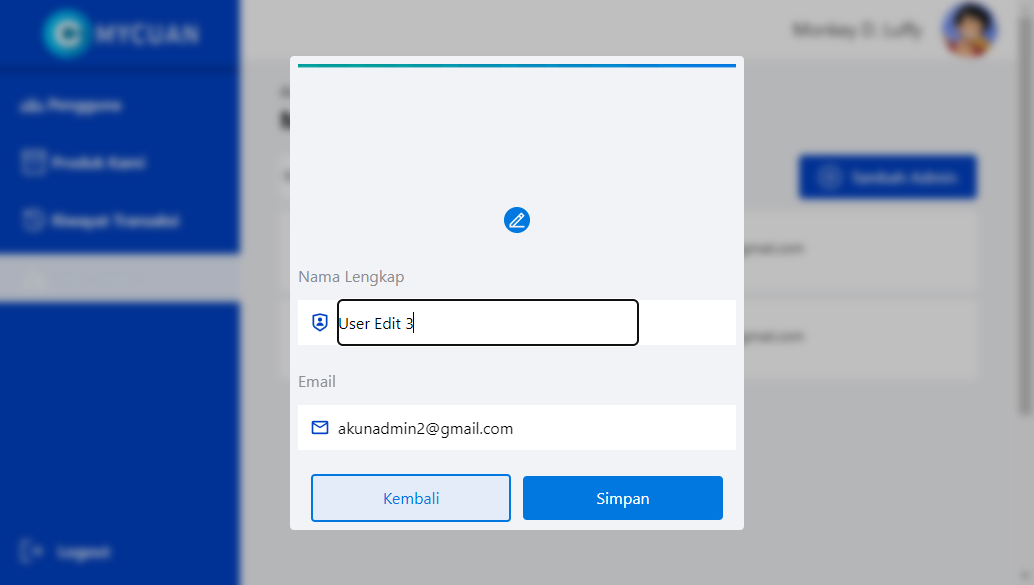 MYCUAN
Monkey D. Luffy
Pengguna
Produk Kami
Riwayat Transaksi
Tambah Admin
gmail.com
Nama Lengkap
User Edit 3
gmail.com
Email
akunadmin2@gmail.com
Kembali
Simpan
Logout